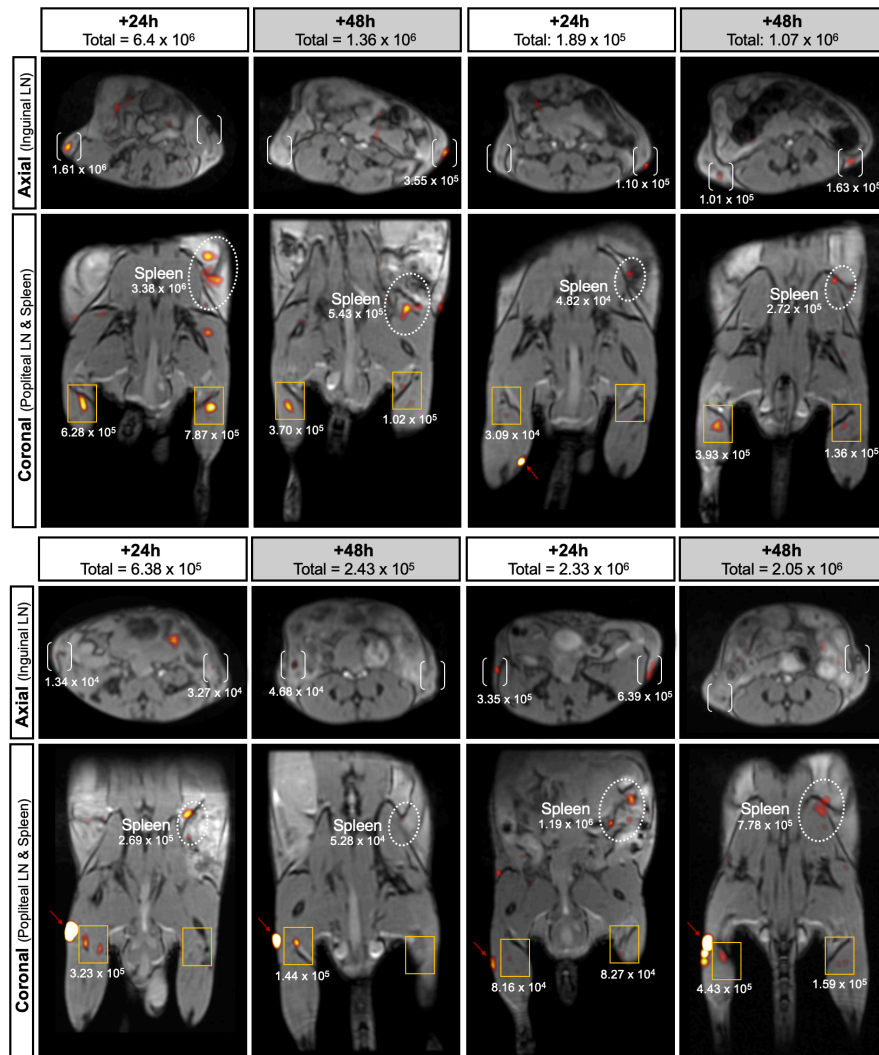 +24h
Total = 6.4 x 10⁶
+48h
Total = 1.36 x 10⁶
+24h
Total: 1.89 x 10⁵
+48h
Total: 1.07 x 10⁶
Axial (Inguinal LN)
1.61 x 10⁶
3.55 x 10⁵
1.10 x 10⁵
1.01 x 10⁵
1.63 x 10⁵
Coronal (Popliteal LN & Spleen)
Spleen
3.38 x 10⁶
6.28 x 10⁵
7.87 x 10⁵
Spleen
5.43 x 10⁵
3.70 x 10⁵
1.02 x 10⁵
Spleen
4.82 x 10⁴
3.09 x 10⁴
Spleen
2.72 x 10⁵
3.93 x 10⁵
1.36 x 10⁵
+24h
Total = 6.38 x 10⁵
+48h
Total = 2.43 x 10⁵
+24h
Total = 2.33 x 10⁶
+48h
Total = 2.05 x 10⁶
Axial (Inguinal LN)
1.34 x 10⁴
3.27 x 10⁴
4.68 x 10⁴
3.35 x 10⁵
6.39 x 10⁵
Coronal (Popliteal LN & Spleen)
Spleen
2.69 x 10⁵
3.23 x 10⁵
Spleen
5.28 x 10⁴
1.44 x 10⁵
Spleen
1.19 x 10⁶
8.16 x 10⁴
8.27 x 10⁴
Spleen
7.78 x 10⁵
4.43 x 10⁵
1.59 x 10⁵